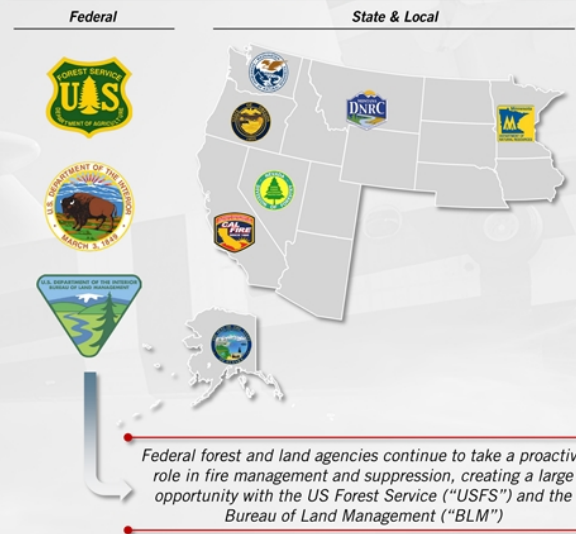 Federal
State & Local
FOREST SERVICE
US
DEPARTMENT OF AGRICULTURE
DNRC
U.S. DEPARTMENT OF THE INTERIOR
MARCH 3, 1849
CAL
FIRE
U.S. DEPARTMENT OF THE INTERIOR
BUREAU OF LAND MANAGEMENT
Federal forest and land agencies continue to take a proactiv
role in fire management and suppression, creating a large
opportunity with the US Forest Service (“USFS”) and the
Bureau of Land Management (“BLM”)